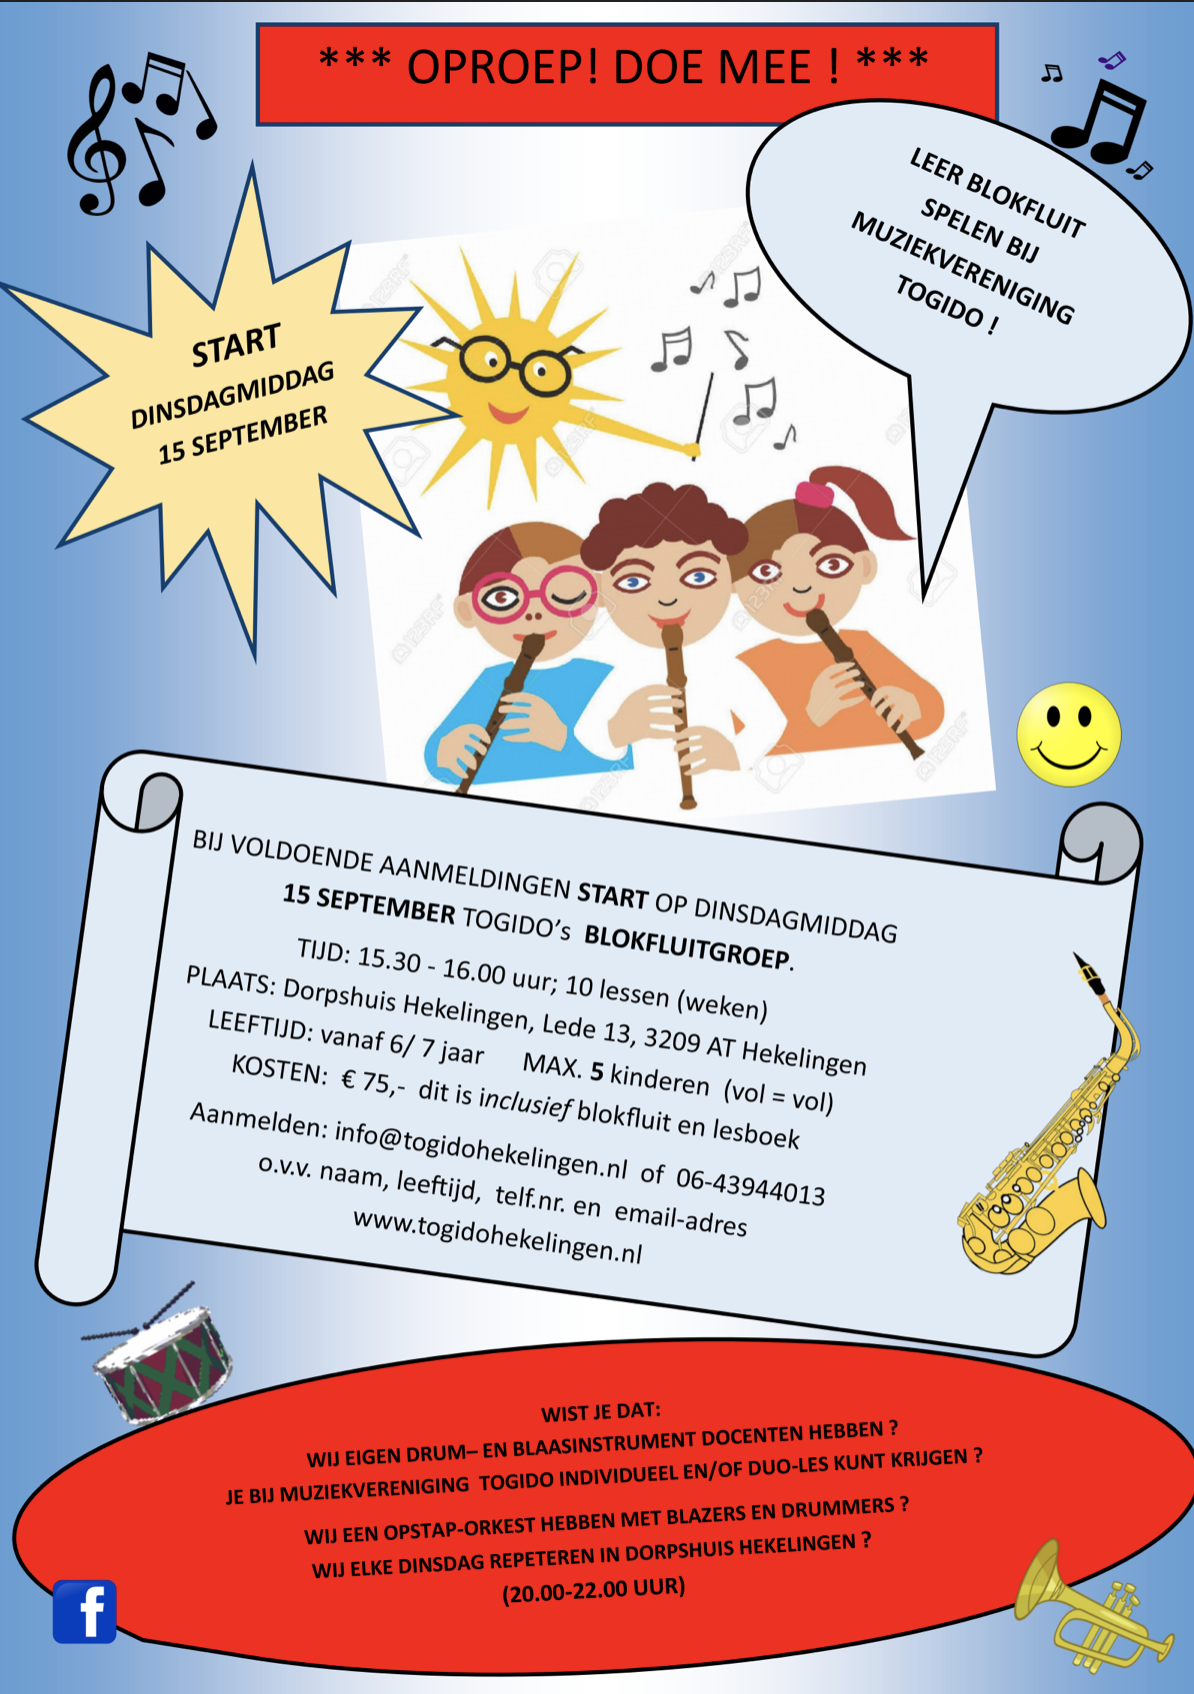 *** OPROEP! DOE MEE ! ***
LEER BLOKFLUIT
SPELEN BIJ
MUZIEKVERENIGING
TOGIDO !
START
DINSDAGMIDDAG
15 SEPTEMBER
BIJ VOLDOENDE AANMELDINGEN START OP DINSDAGMIDDAG
15 SEPTEMBER TOGIDO’s BLOKFLUITGROEP.
TIJD: 15.30 - 16.00 uur; 10 lessen (weken)
PLAATS: Dorpshuis Hekelingen, Lede 13, 3209 AT Hekelingen
LEEFTIJD: vanaf 6/ 7 jaar MAX. 5 kinderen (vol = vol)
KOSTEN: € 75,- dit is inclusief blokfluit en lesboek
Aanmelden: info@togidohekelingen.nl of 06-43944013
o.v.v. naam, leeftijd, telf.nr. en email-adres
www.togidohekelingen.nl
WIST JE DAT:
WIJ EIGEN DRUM– EN BLAASINSTRUMENT DOCENTEN HEBBEN ?
JE BIJ MUZIEKVERENIGING TOGIDO INDIVIDUEEL EN/OF DUO-LES KUNT KRIJGEN ?
WIJ EEN OPSTAP-ORKEST HEBBEN MET BLAZERS EN DRUMMERS ?
WIJ ELKE DINSDAG REPETEREN IN DORPSHUIS HEKELINGEN ?
(20.00-22.00 UUR)
f